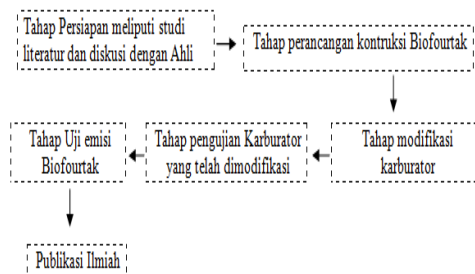 Tahap Persiapan meliputi studi
literatur dan diskusi dengan Ahli
Tahap perancangan kontruksi Biofourtak
Tahap modifikasi
karburator
Tahap pengujian Karburator
yang telah dimodifikasi
Tahap Uji emisi
Biofourtak
Publikasi Ilmiah